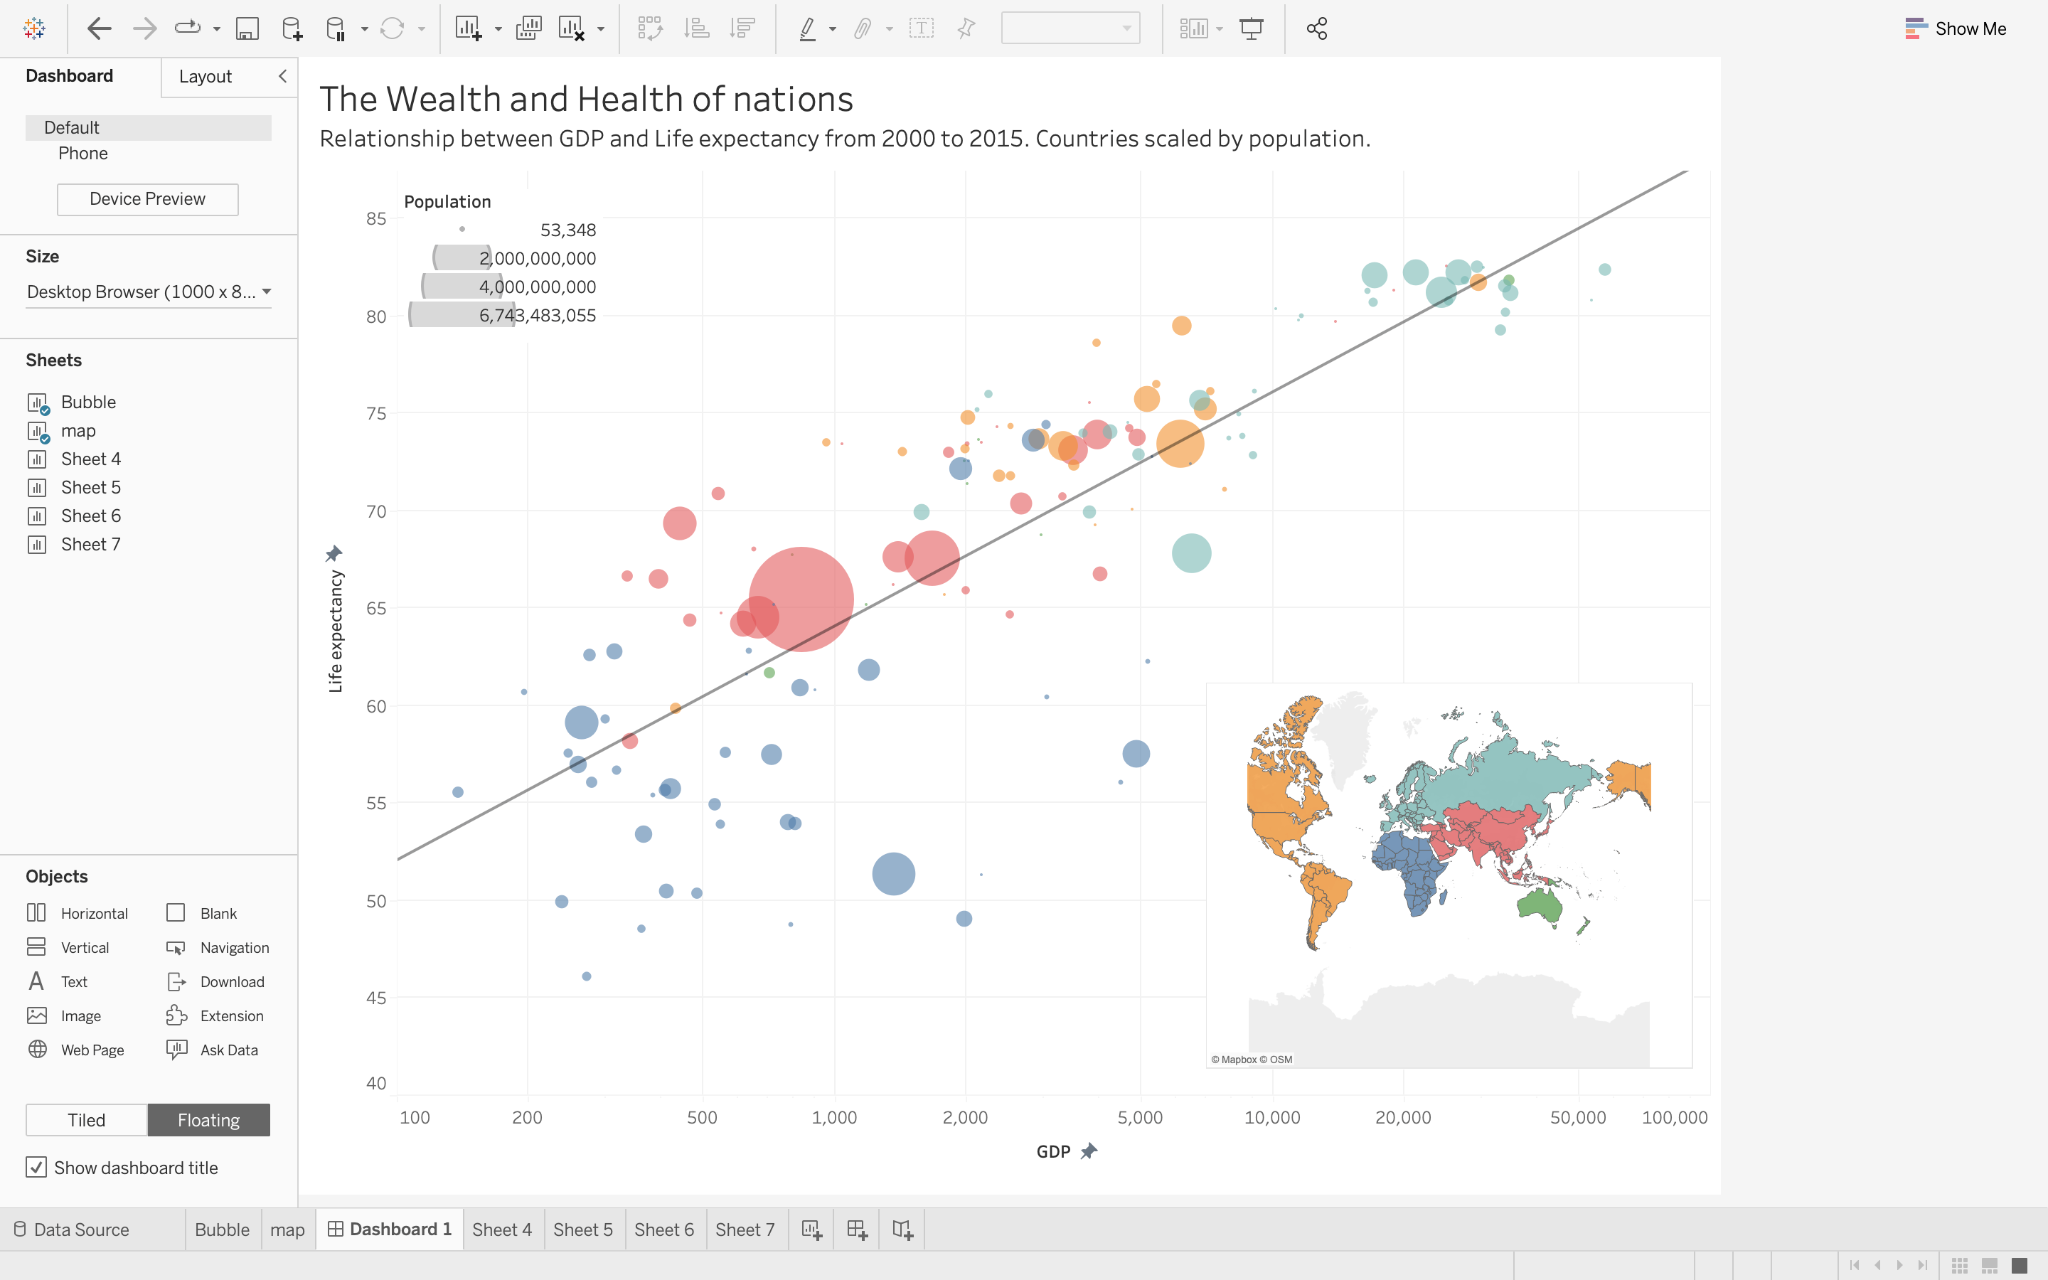 Show Me
Dashboard
Layout
Default
Phone
Device Preview
Size
Desktop Browser (1000 x 8...
Sheets
Bubble
map
Sheet 4
Sheet 5
Sheet 6
Sheet 7
Objects
Horizontal
Blank
Vertical
Navigation
A Text
Download
Image
Extension
Web Page
Ask Data
Tiled
Floating
Show dashboard title
The Wealth and Health of nations
Relationship between GDP and Life expectancy from 2000 to 2015. Countries scaled by population.
Population
53,348
2,000,000,000
4,000,000,000
6,743,483,055
85
80
75
70
65
60
55
50
45
40
Life expectancy
© Mapbox © OSM
100 200 500 1,000 2,000 5,000 10,000 20,000 50,000 100,000
GDP
Data Source Bubble map Dashboard 1 Sheet 4 Sheet 5 Sheet 6 Sheet 7